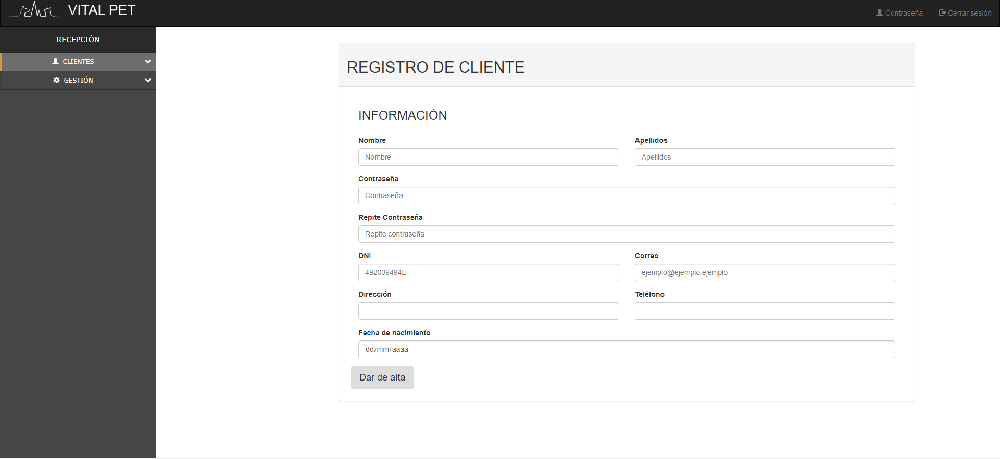 VITAL PET
Contraseña
Cerrar sesión
RECEPCIÓN
CLIENTES
GESTIÓN
REGISTRO DE CLIENTE
INFORMACIÓN
Nombre
Apellidos
Nombre
Apellidos
Contraseña
Contraseña
Repite Contraseña
Repite contraseña
DNI
Correo
492039494E
ejemplo@ejemplo.ejemplo
Dirección
Teléfono
Fecha de nacimiento
dd/mm/aaaa
Dar de alta